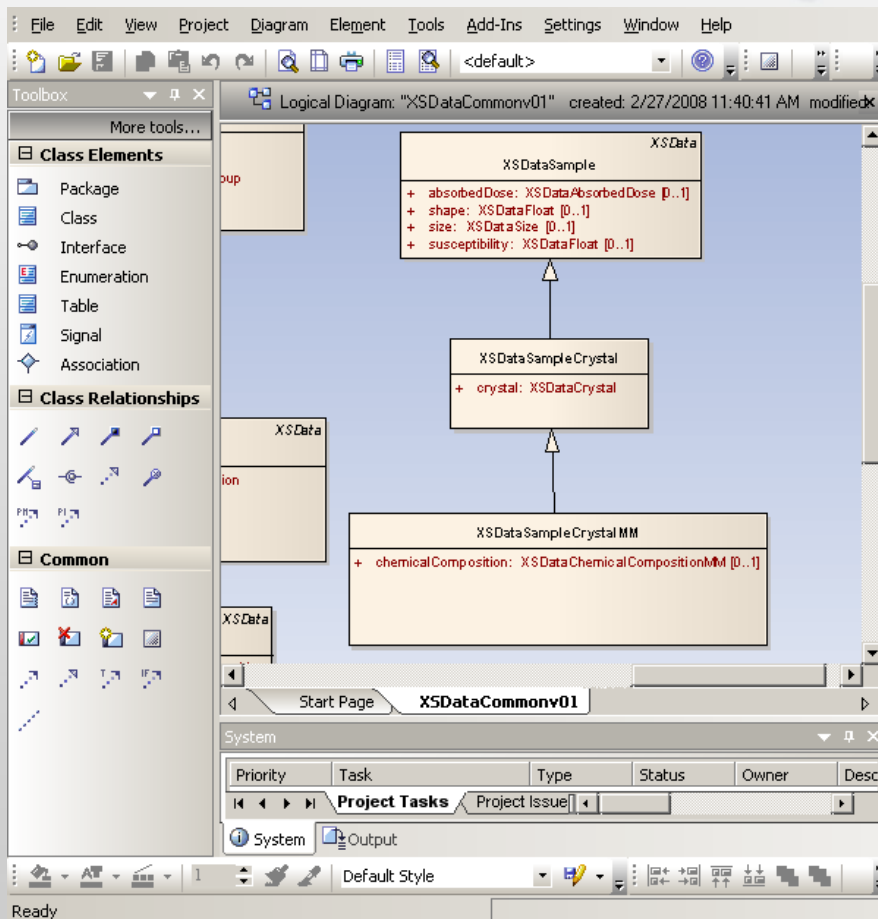 File Edit View Project Diagram Element Tools Add-Ins Settings Window Help
<default>
Toolbox
More tools...
Class Elements
Package
Class
Interface
Enumeration
Table
Signal
Association
Class Relationships
Common
Logical Diagram: "XSDataCommonv01" created: 2/27/2008 11:40:41 AM modified
oup
XSData
XSDataSample
+ absorbedDose: XSDataAbsorbedDose [0..1]
+ shape: XSDataFloat [0..1]
+ size: XSDataSize [0..1]
+ susceptibility: XSDataFloat [0..1]
XSDataSampleCrystal
+ crystal: XSDataCrystal
XSData
ion
XSDataSampleCrystalMM
+ chemicalComposition: XSDataChemicalCompositionMM [0..1]
XSData
Start Page XSDataCommonv01
System
Priority Task Type Status Owner Desc
Project Tasks Project Issue
System Output
1 Default Style
Ready